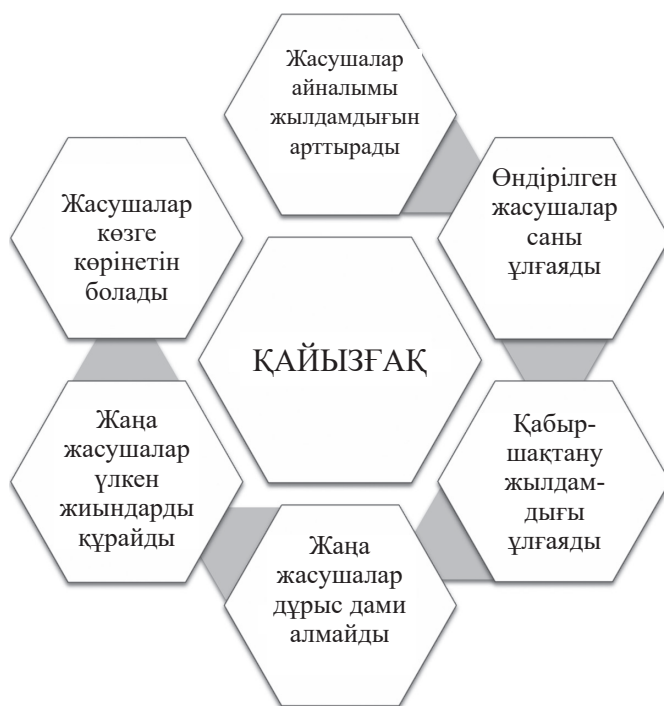 Жасушалар
айналымы
жылдамдығын
арттырады
Өндірілген
жасушалар
саны
ұлғаяды
Қабыр-
шақтану
жылдам-
дығы
ұлғаяды
Жаңа
жасушалар
дұрыс дами
алмайды
Жаңа
жасушалар
үлкен
жиындарды
құрайды
Жасушалар
көзге
көрінетін
болады
ҚАЙЫЗҒАҚ